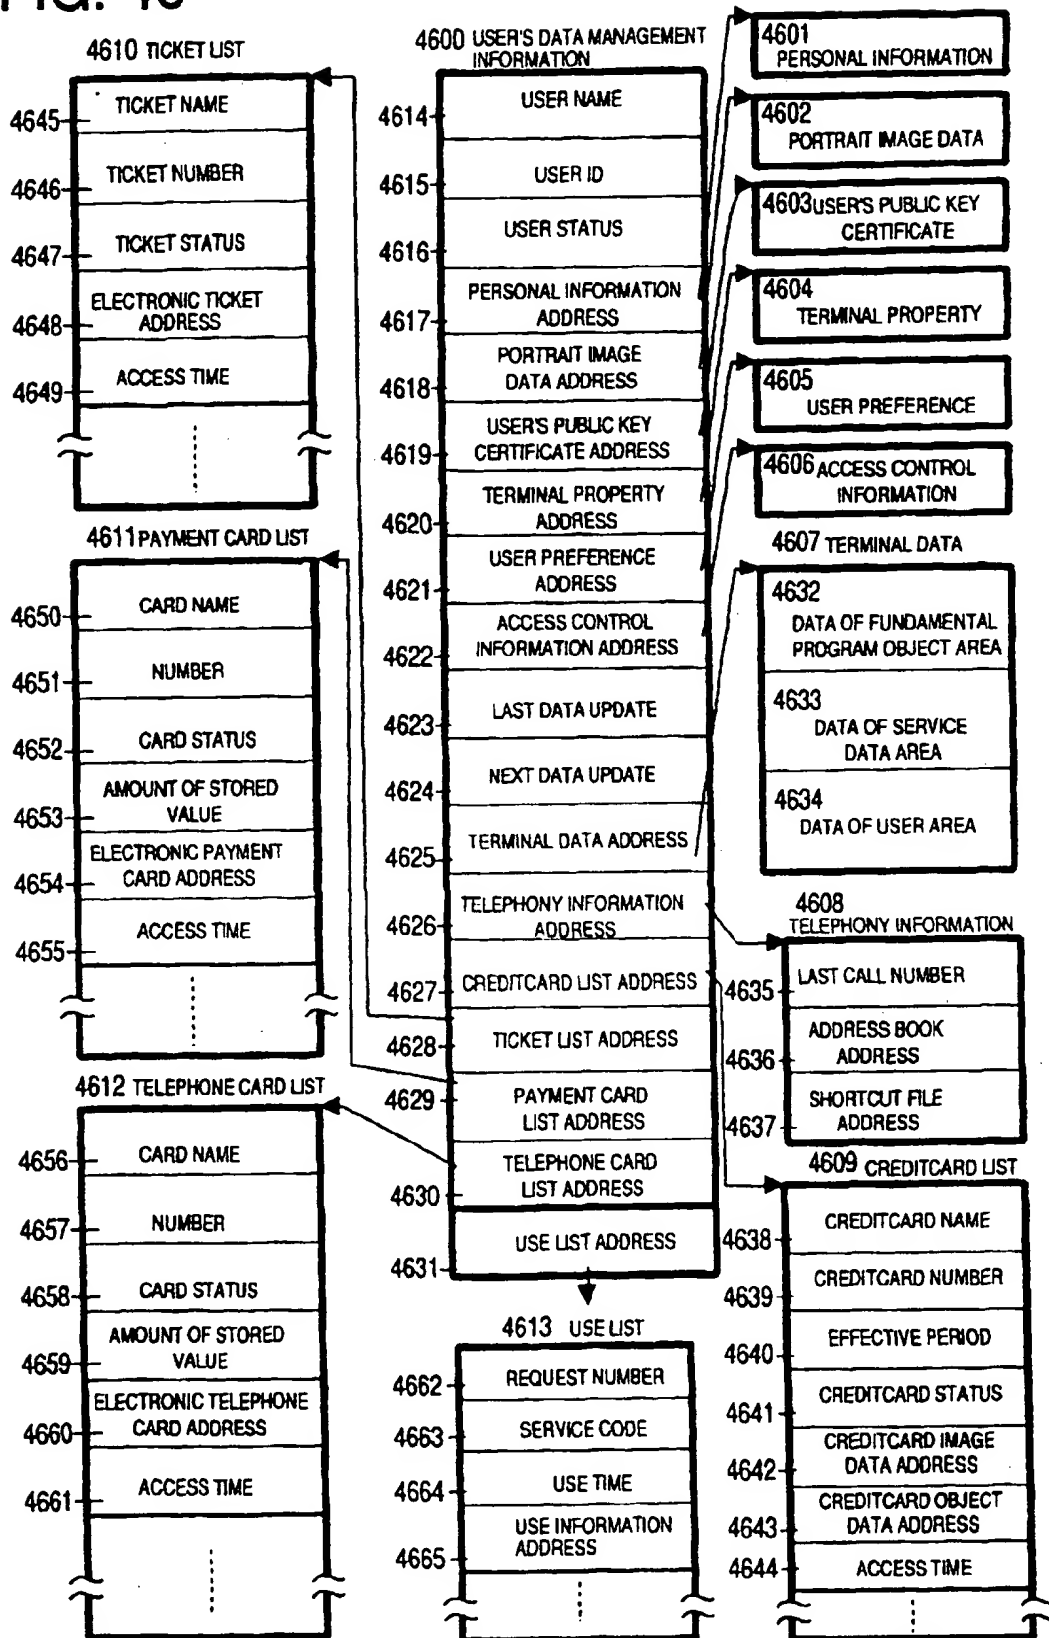 FIG. 46
4610 TICKET LIST
TICKET NAME
4645
TICKET NUMBER
4646
TICKET STATUS
4647
ELECTRONIC TICKET
ADDRESS
4648
ACCESS TIME
4649
4611 PAYMENT CARD LIST
CARD NAME
4650
NUMBER
4651
CARD STATUS
4652
AMOUNT OF STORED
VALUE
4653
ELECTRONIC PAYMENT
CARD ADDRESS
4654
ACCESS TIME
4655
4612 TELEPHONE CARD LIST
CARD NAME
4656
NUMBER
4657
CARD STATUS
4658
AMOUNT OF STORED
VALUE
4659
ELECTRONIC TELEPHONE
CARD ADDRESS
4660
ACCESS TIME
4661
4600 USER'S DATA MANAGEMENT
INFORMATION
USER NAME
4614
USER ID
4615
USER STATUS
4616
PERSONAL INFORMATION
ADDRESS
4617
PORTRAIT IMAGE
DATA ADDRESS
4618
USER'S PUBLIC KEY
CERTIFICATE ADDRESS
4619
TERMINAL PROPERTY
ADDRESS
4620
USER PREFERENCE
ADDRESS
4621
ACCESS CONTROL
INFORMATION ADDRESS
4622
LAST DATA UPDATE
4623
NEXT DATA UPDATE
4624
TERMINAL DATA ADDRESS
4625
TELEPHONY INFORMATION
ADDRESS
4626
CREDITCARD LIST ADDRESS
4627
TICKET LIST ADDRESS
4628
PAYMENT CARD
LIST ADDRESS
4629
TELEPHONE CARD
LIST ADDRESS
4630
USE LIST ADDRESS
4631
4613 USE LIST
REQUEST NUMBER
4662
SERVICE CODE
4663
USE TIME
4664
USE INFORMATION
ADDRESS
4665
4601
PERSONAL INFORMATION
4602
PORTRAIT IMAGE DATA
4603 USER'S PUBLIC KEY
CERTIFICATE
4604
TERMINAL PROPERTY
4605
USER PREFERENCE
4606 ACCESS CONTROL
INFORMATION
4607 TERMINAL DATA
4632
DATA OF FUNDAMENTAL
PROGRAM OBJECT AREA
4633
DATA OF SERVICE
DATA AREA
4634
DATA OF USER AREA
4608
TELEPHONY INFORMATION
LAST CALL NUMBER
4635
ADDRESS BOOK
ADDRESS
4636
SHORTCUT FILE
ADDRESS
4637
4609 CREDITCARD LIST
CREDITCARD NAME
4638
CREDITCARD NUMBER
4639
EFFECTIVE PERIOD
4640
CREDITCARD STATUS
4641
CREDITCARD IMAGE
DATA ADDRESS
4642
CREDITCARD OBJECT
DATA ADDRESS
4643
ACCESS TIME
4644